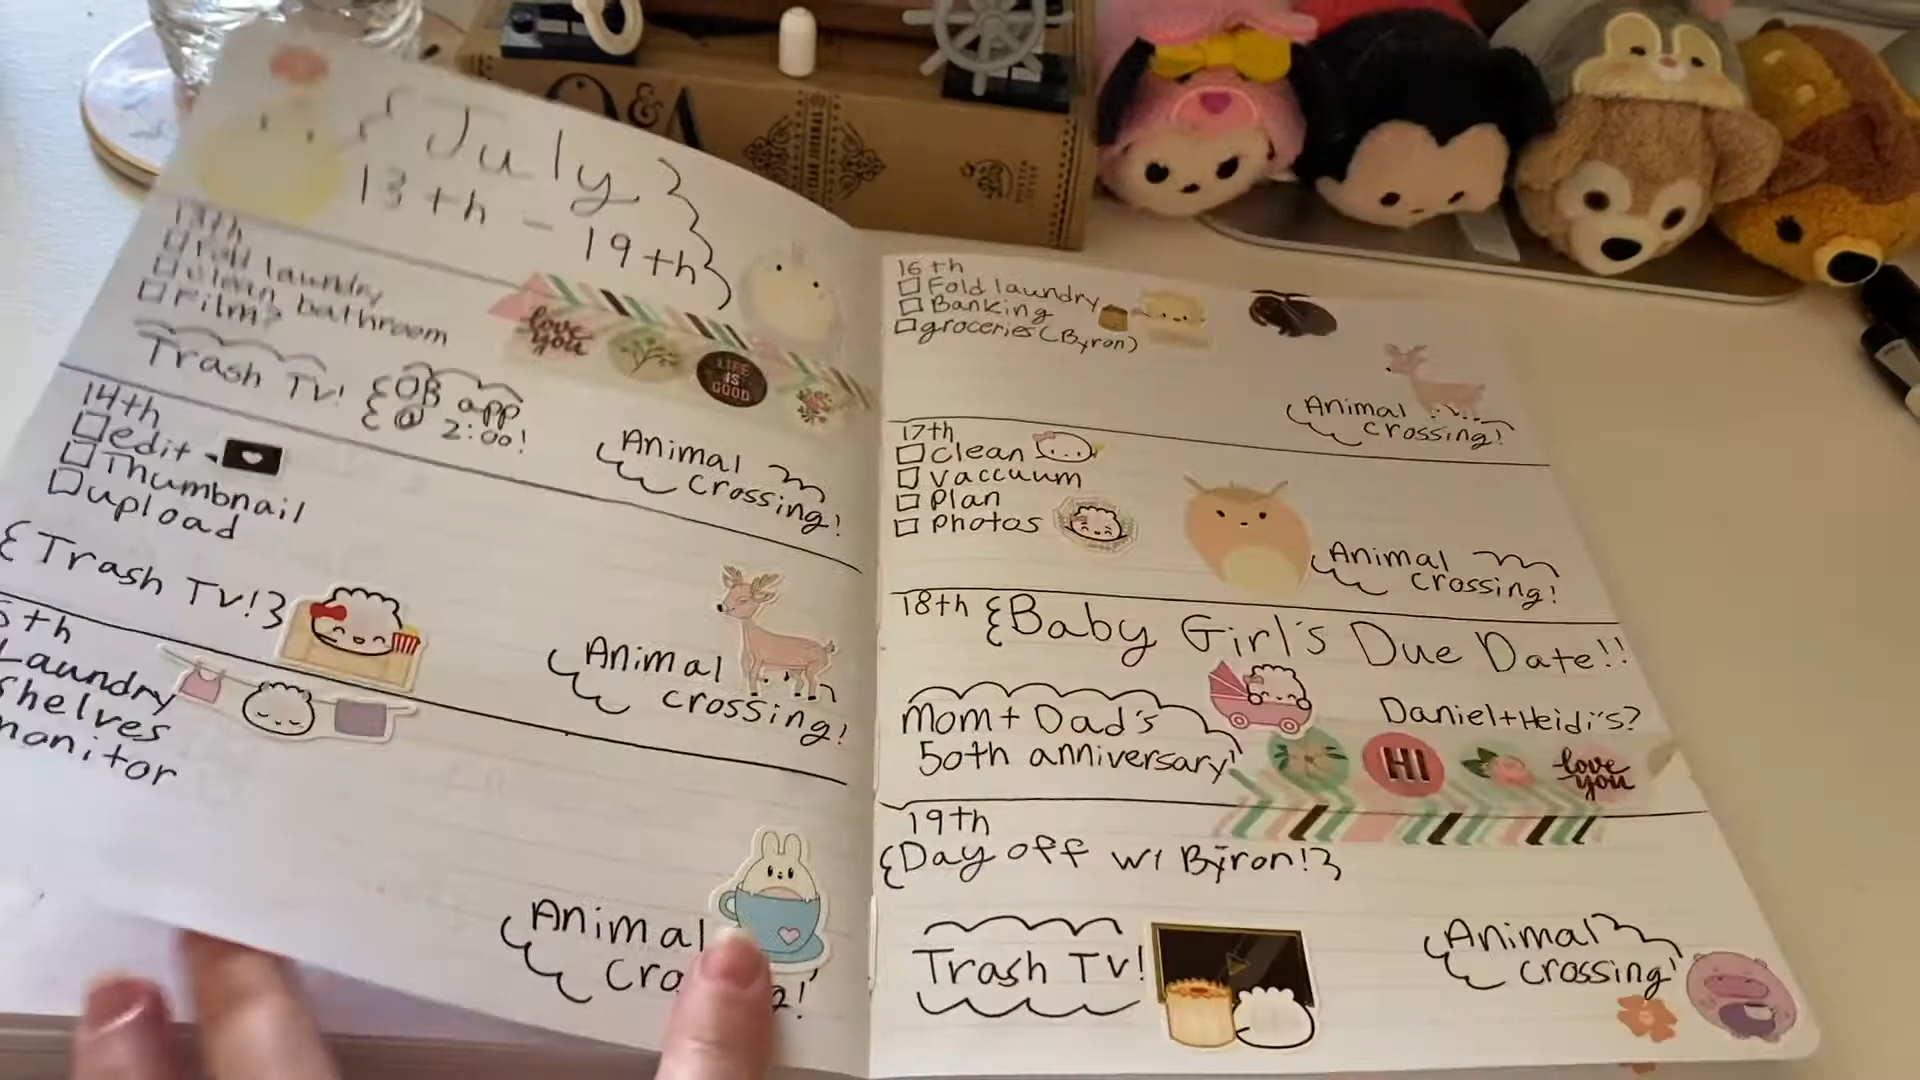 Q&A
{ July }
13th - 19th
13th
☐ Fold laundry
☐ clean bathroom
☐ Film?
Trash TV!
{OB app
@ 2:00!
love you
LIFE IS GOOD
Animal
crossing!
14th
☐ edit
☐ Thumbnail
☐ upload
{Trash TV!}
Animal
crossing!
5th
Laundry
shelves
monitor
Animal
16th
☐ Fold laundry
☐ Banking
☐ groceries (Byron)
Animal
crossing!
17th
☐ clean
☐ vaccuum
☐ Plan
☐ Photos
Animal
crossing!
18th {Baby Girl's Due Date!!
Mom + Dad's
50th anniversary!
Daniel+Heidi's?
HI
love you
19th
{Day off w/ Byron!}
Trash TV!
Animal
crossing!